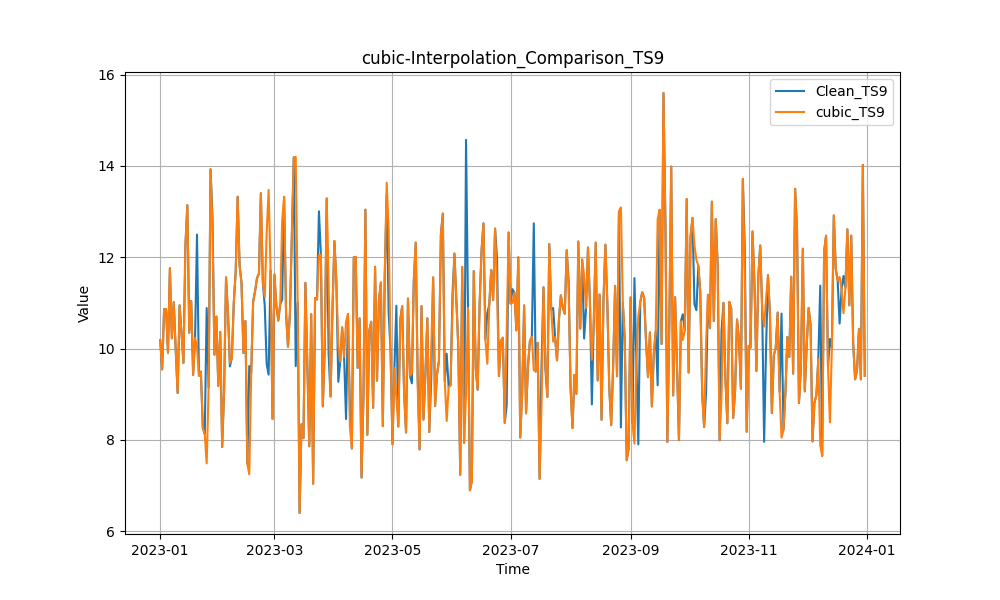 cubic-Interpolation_Comparison_TS9
Clean_TS9
cubic_TS9
16
14
12
10
8
6
Value
2023-01
2023-03
2023-05
2023-07
2023-09
2023-11
2024-01
Time